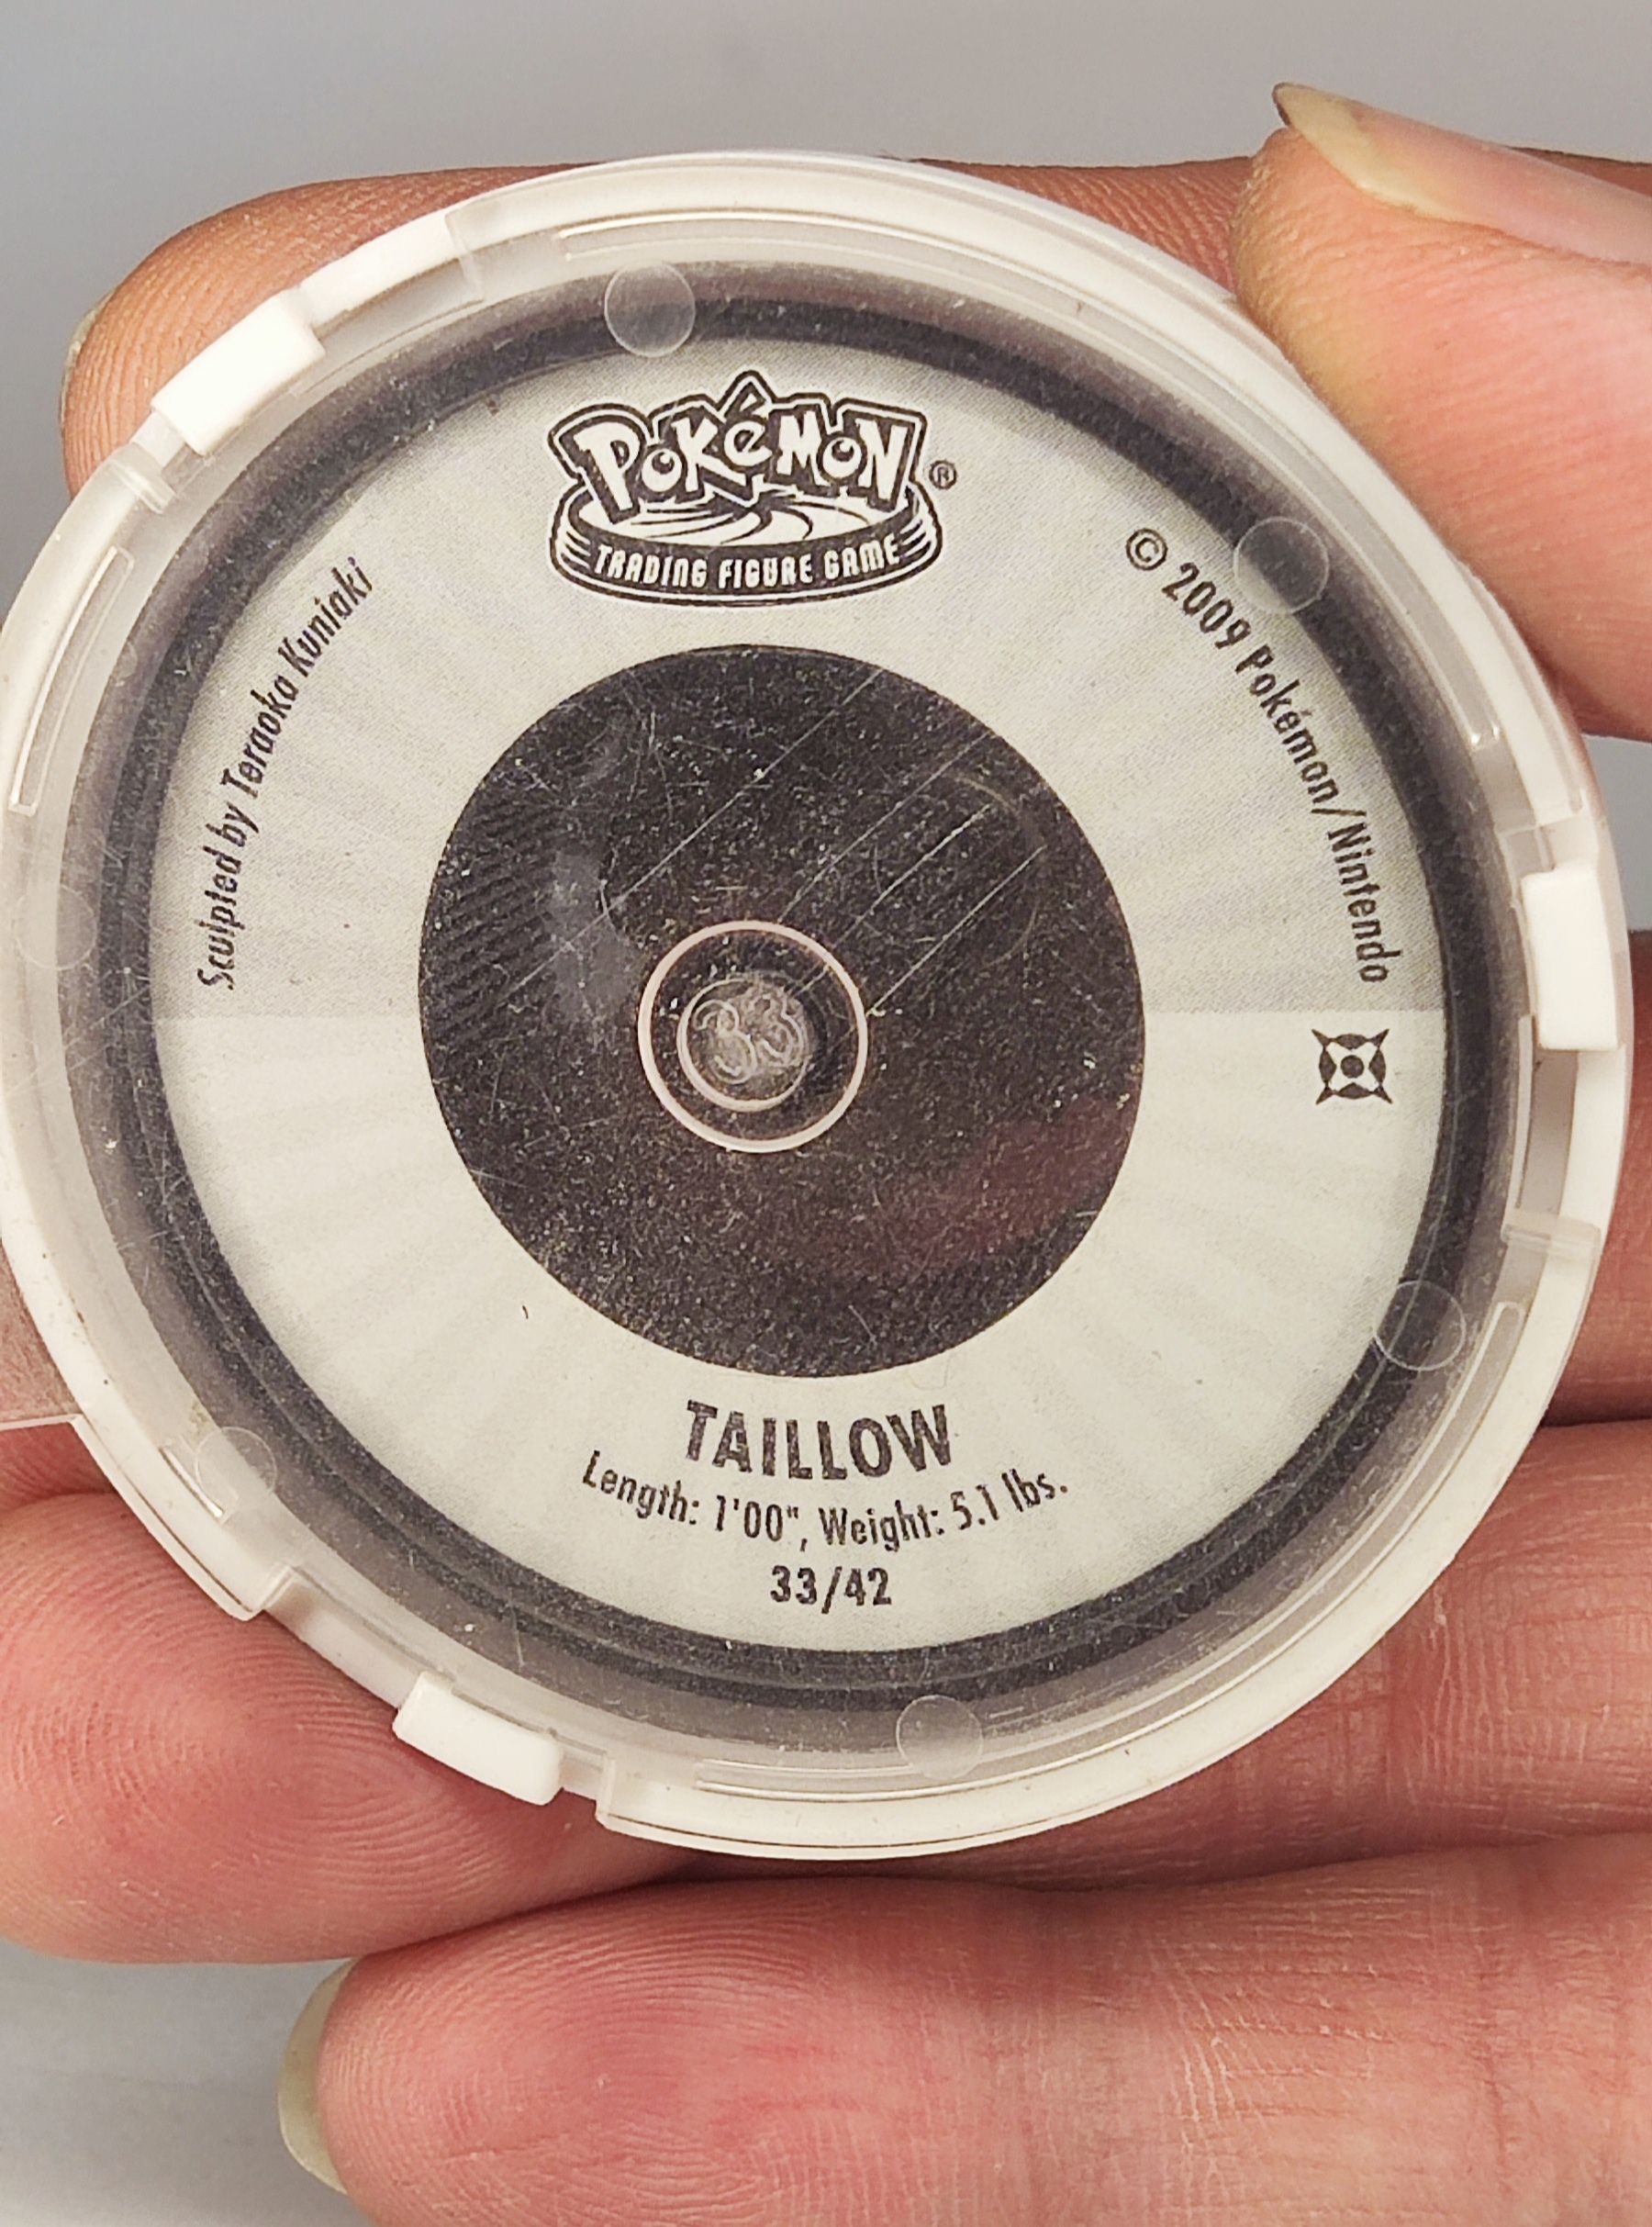 POKéMON®
TRADING FIGURE GAME
Sculpted by Teraoka Kuniaki
© 2009 Pokémon/Nintendo
33
TAILLOW
Length: 1'00", Weight: 5.1 lbs.
33/42